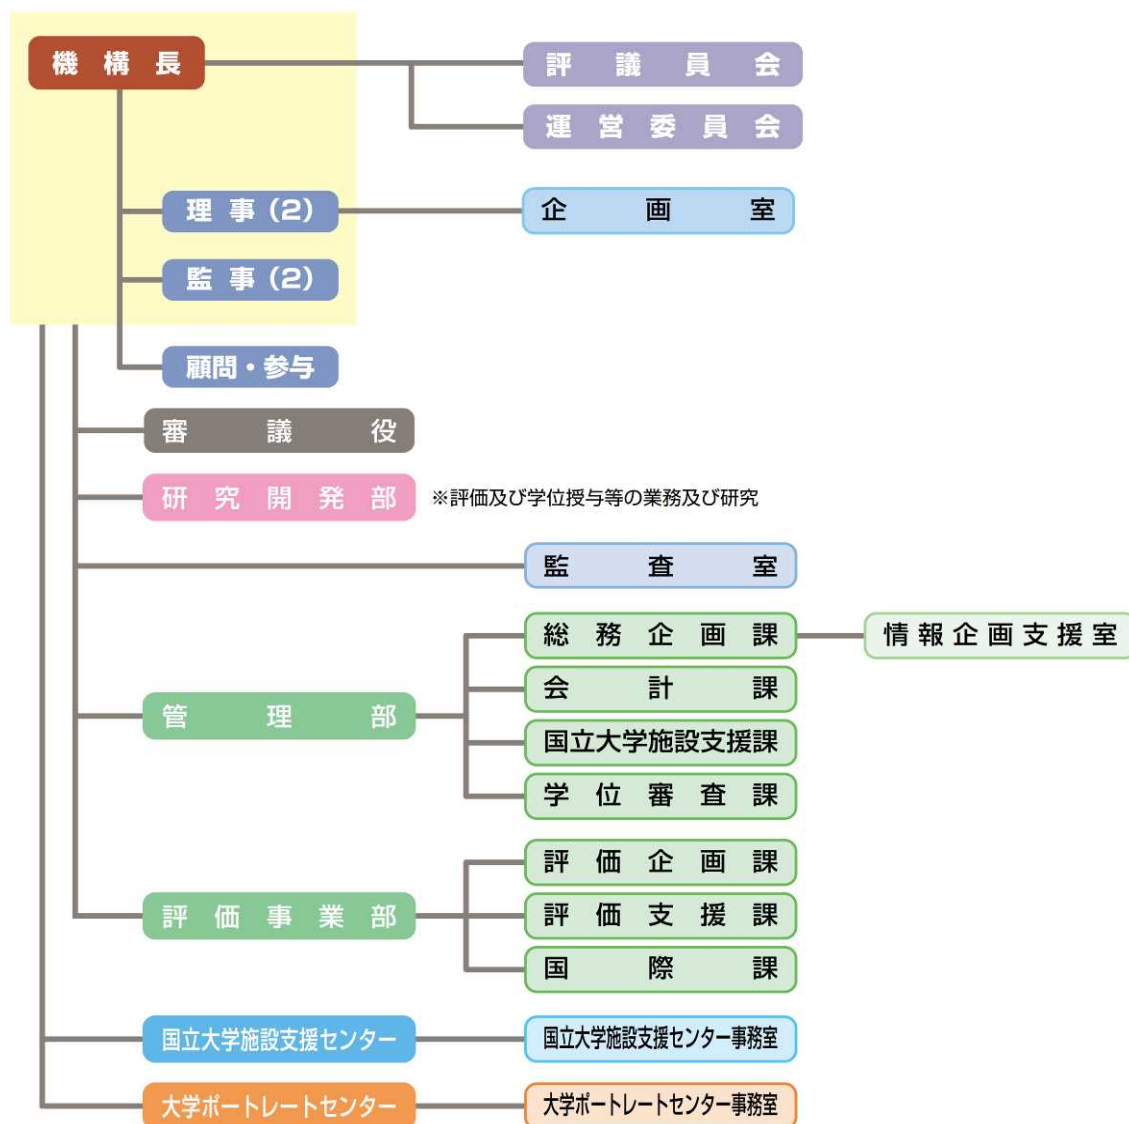 機構長
評議員会
運営委員会
理事(2)
企画室
監事(2)
顧問・参与
審議役
研究開発部 ※評価及び学位授与等の業務及び研究
監査室
総務企画課
情報企画支援室
会計課
管理部
国立大学施設支援課
学位審査課
評価企画課
評価事業部
評価支援課
国際課
国立大学施設支援センター
国立大学施設支援センター事務室
大学ポートレートセンター
大学ポートレートセンター事務室